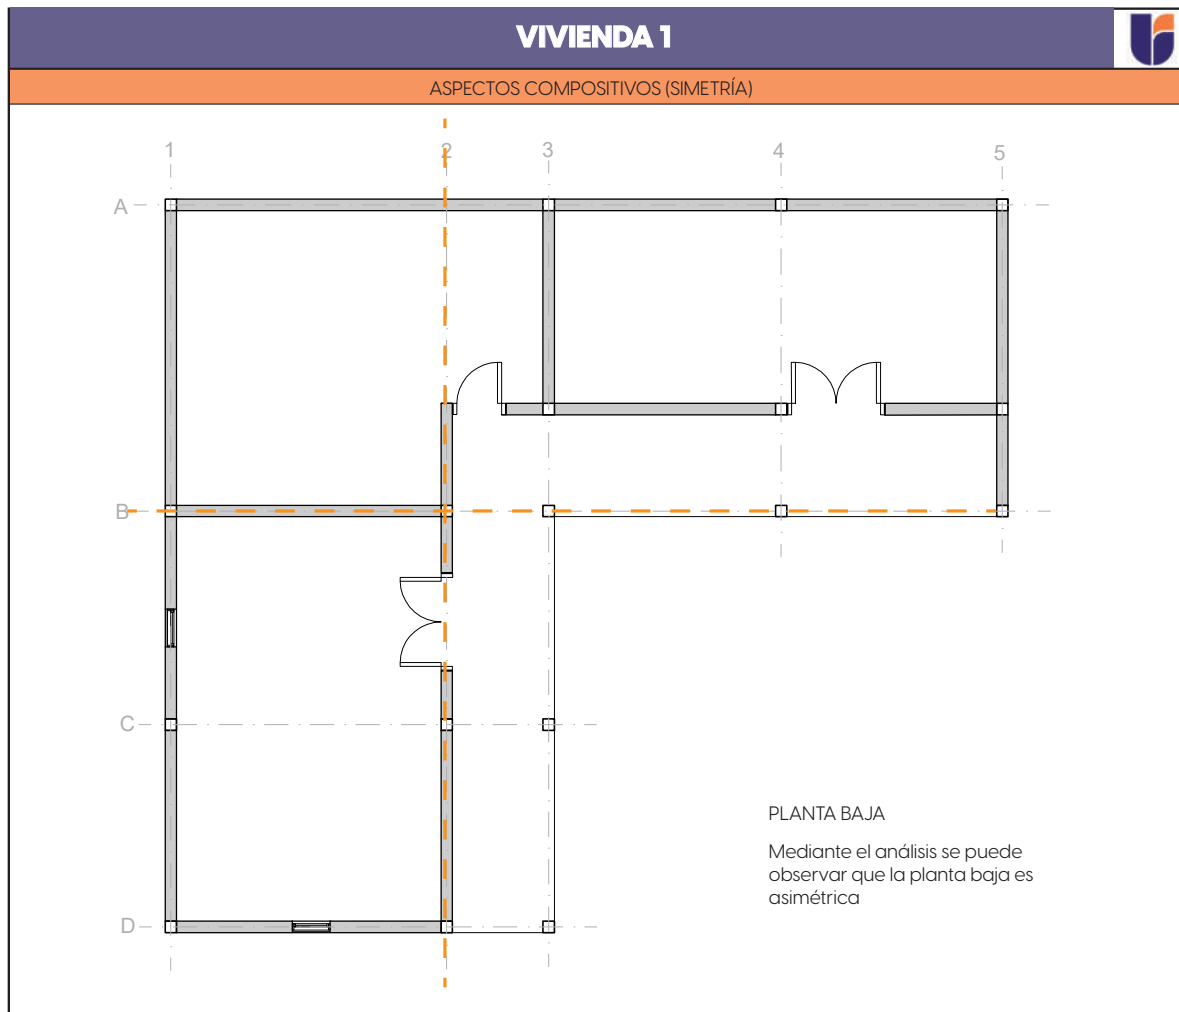 VIVIENDA 1
ASPECTOS COMPOSITIVOS (SIMETRÍA)
1
2
3
4
5
A
B
C
D
PLANTA BAJA
Mediante el análisis se puede
observar que la planta baja es
asimétrica